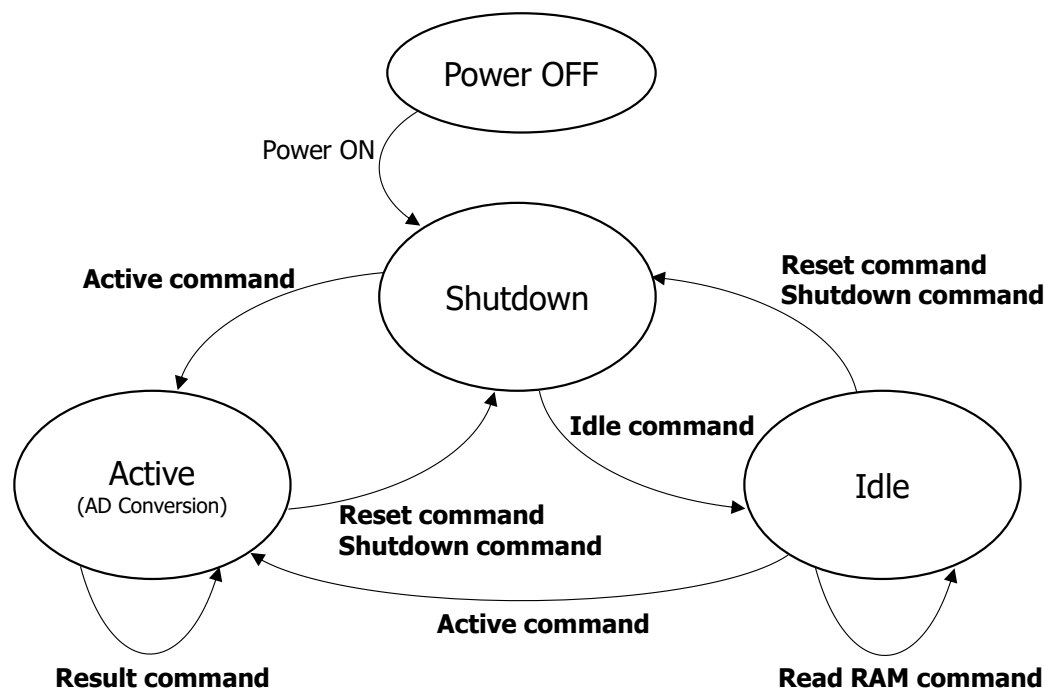 Power OFF
Power ON
Shutdown
Active command
Reset command
Shutdown command
Idle command
Active
(AD Conversion)
Idle
Reset command
Shutdown command
Active command
Result command
Read RAM command